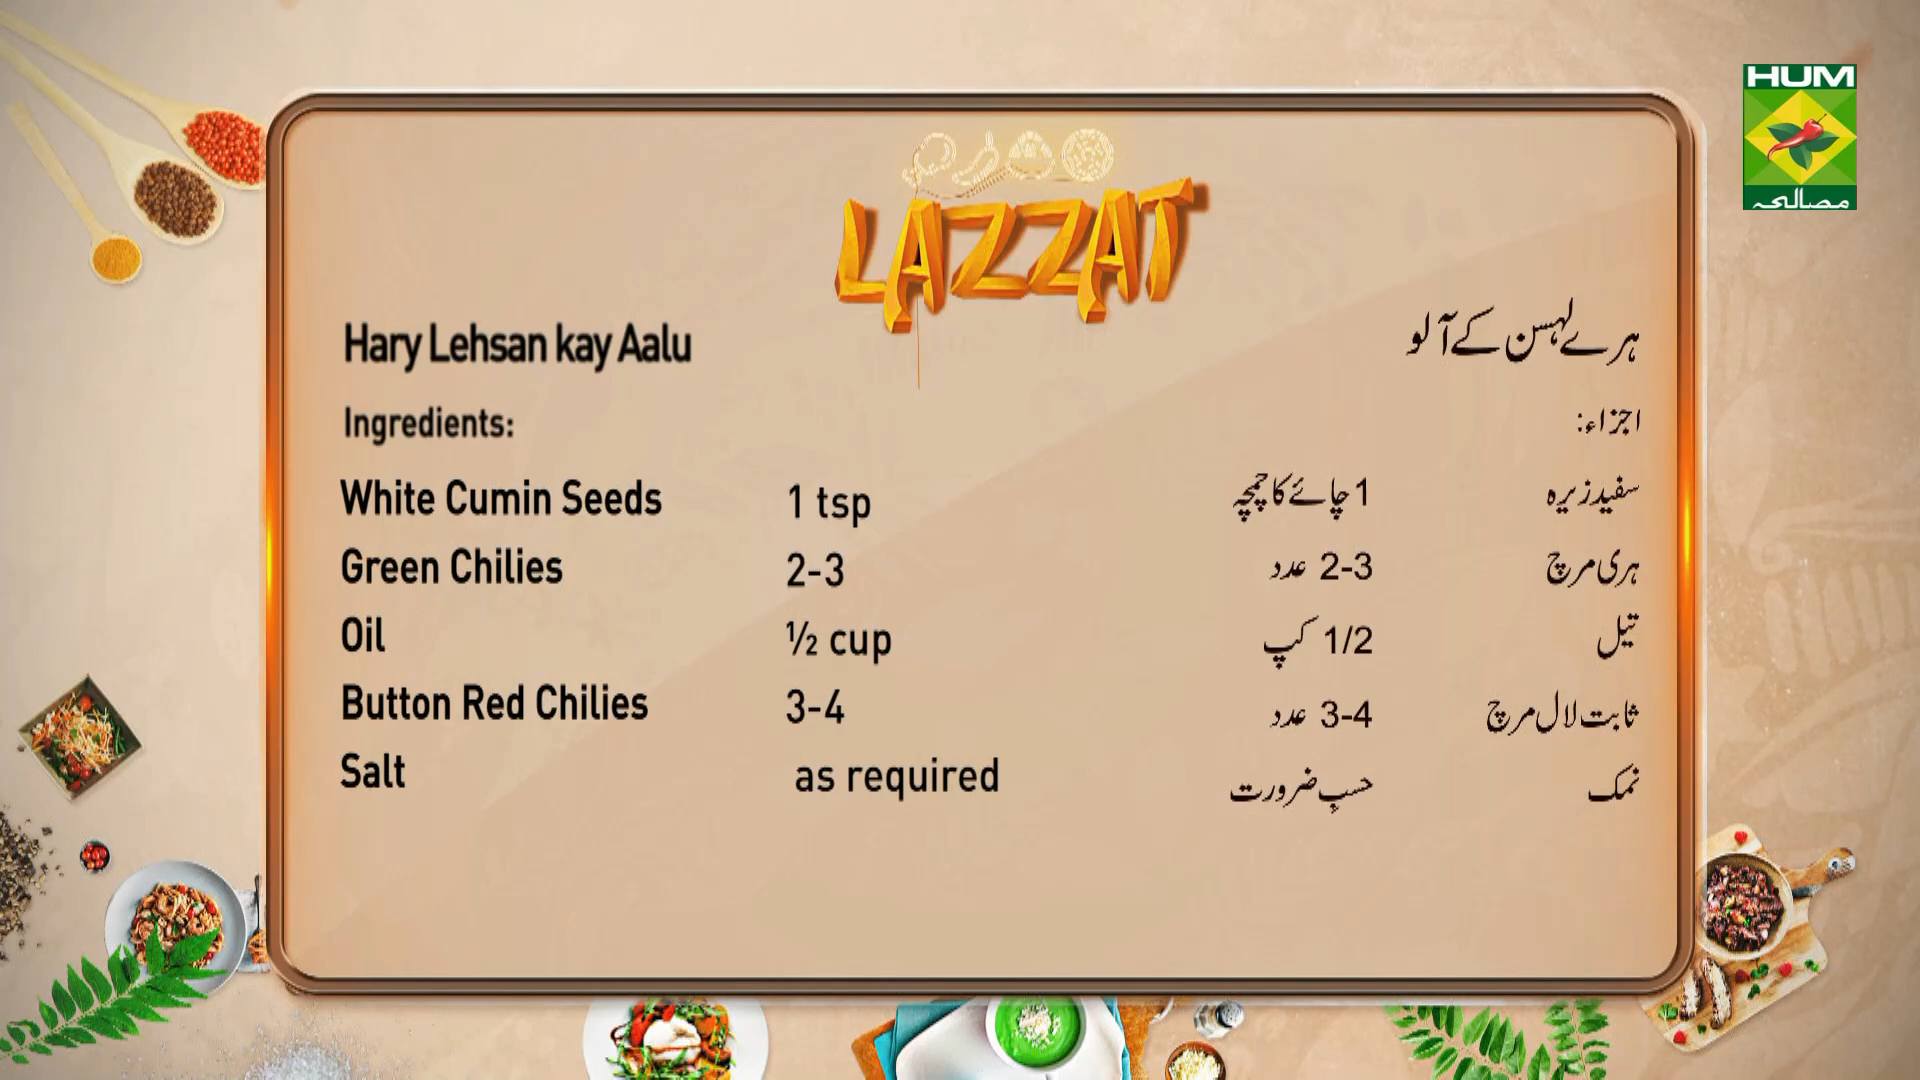 HUM
مصالحہ
LAZZAT
Hary Lehsan kay Aalu ہرے لہسن کے آلو
Ingredients: اجزاء:
White Cumin Seeds 1 tsp 1 چائے کا چمچہ سفید زیرہ
Green Chilies 2-3 2-3 عدد ہری مرچ
Oil ½ cup 1/2 کپ تیل
Button Red Chilies 3-4 3-4 عدد ثابت لال مرچ
Salt as required حسبِ ضرورت نمک